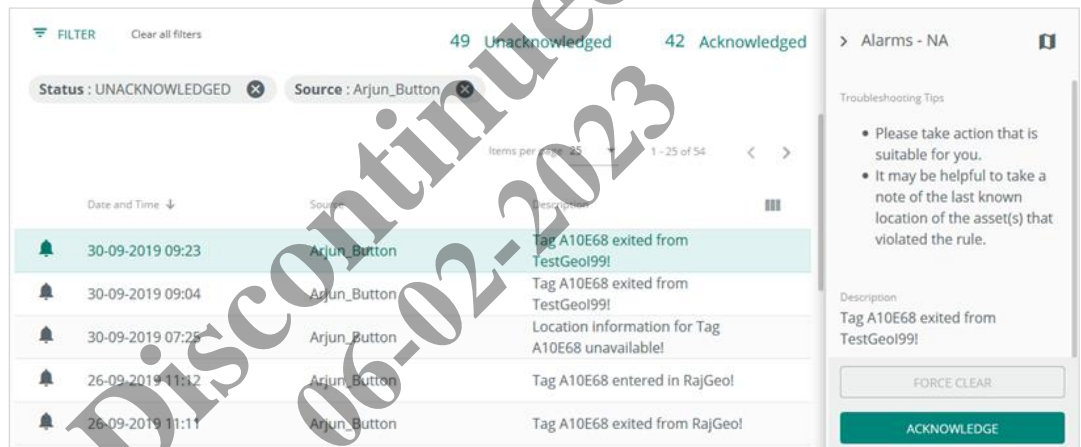 FILTER Clear all filters 49 Unacknowledged 42 Acknowledged
Status : UNACKNOWLEDGED Source : Arjun_Button
Items per page 25 1 - 25 of 54
Date and Time Source Description
30-09-2019 09:23 Arjun_Button Tag A10E68 exited from
TestGeoI99!
30-09-2019 09:04 Arjun_Button Tag A10E68 exited from
TestGeoI99!
30-09-2019 07:25 Arjun_Button Location information for Tag
A10E68 unavailable!
26-09-2019 11:12 Arjun_Button Tag A10E68 entered in RajGeo!
26-09-2019 11:11 Arjun_Button Tag A10E68 exited from RajGeo!
Alarms - NA
Troubleshooting Tips
Please take action that is
suitable for you.
It may be helpful to take a
note of the last known
location of the asset(s) that
violated the rule.
Description
Tag A10E68 exited from
TestGeoI99!
FORCE CLEAR
ACKNOWLEDGE
Discontinued
06-02-2023